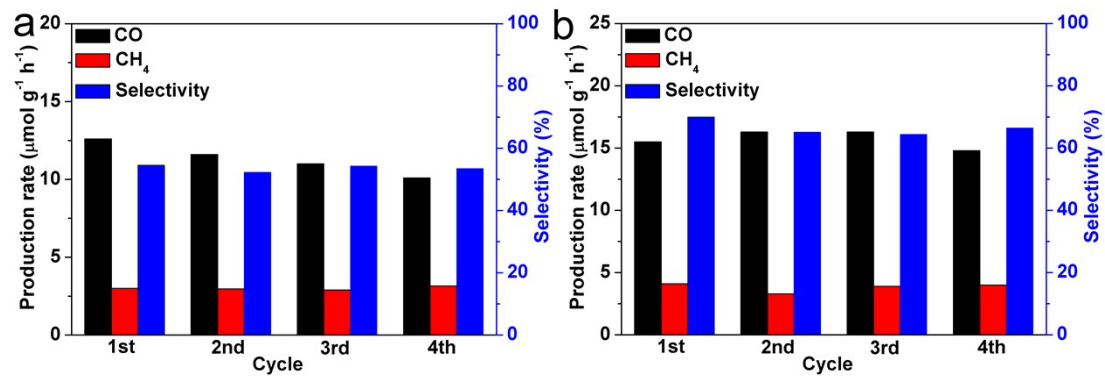 a
20
15
10
5
0
Production rate (μmol g⁻¹ h⁻¹)
CO
CH₄
Selectivity
100
80
60
40
20
0
Selectivity (%)
1st 2nd 3rd 4th
Cycle
b
25
20
15
10
5
0
Production rate (μmol g⁻¹ h⁻¹)
CO
CH₄
Selectivity
100
80
60
40
20
0
Selectivity (%)
1st 2nd 3rd 4th
Cycle